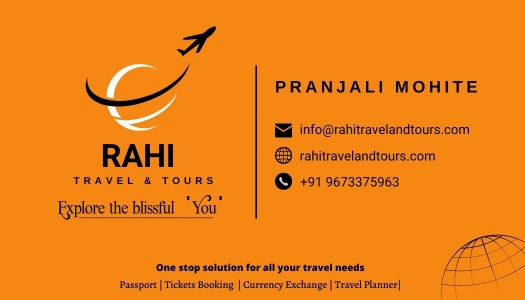 RAHI
TRAVEL & TOURS
Explore the blissful 'You'
PRANJALI MOHITE
info@rahitravelandtours.com
rahitravelandtours.com
+91 9673375963
One stop solution for all your travel needs
Passport | Tickets Booking | Currency Exchange | Travel Planner|